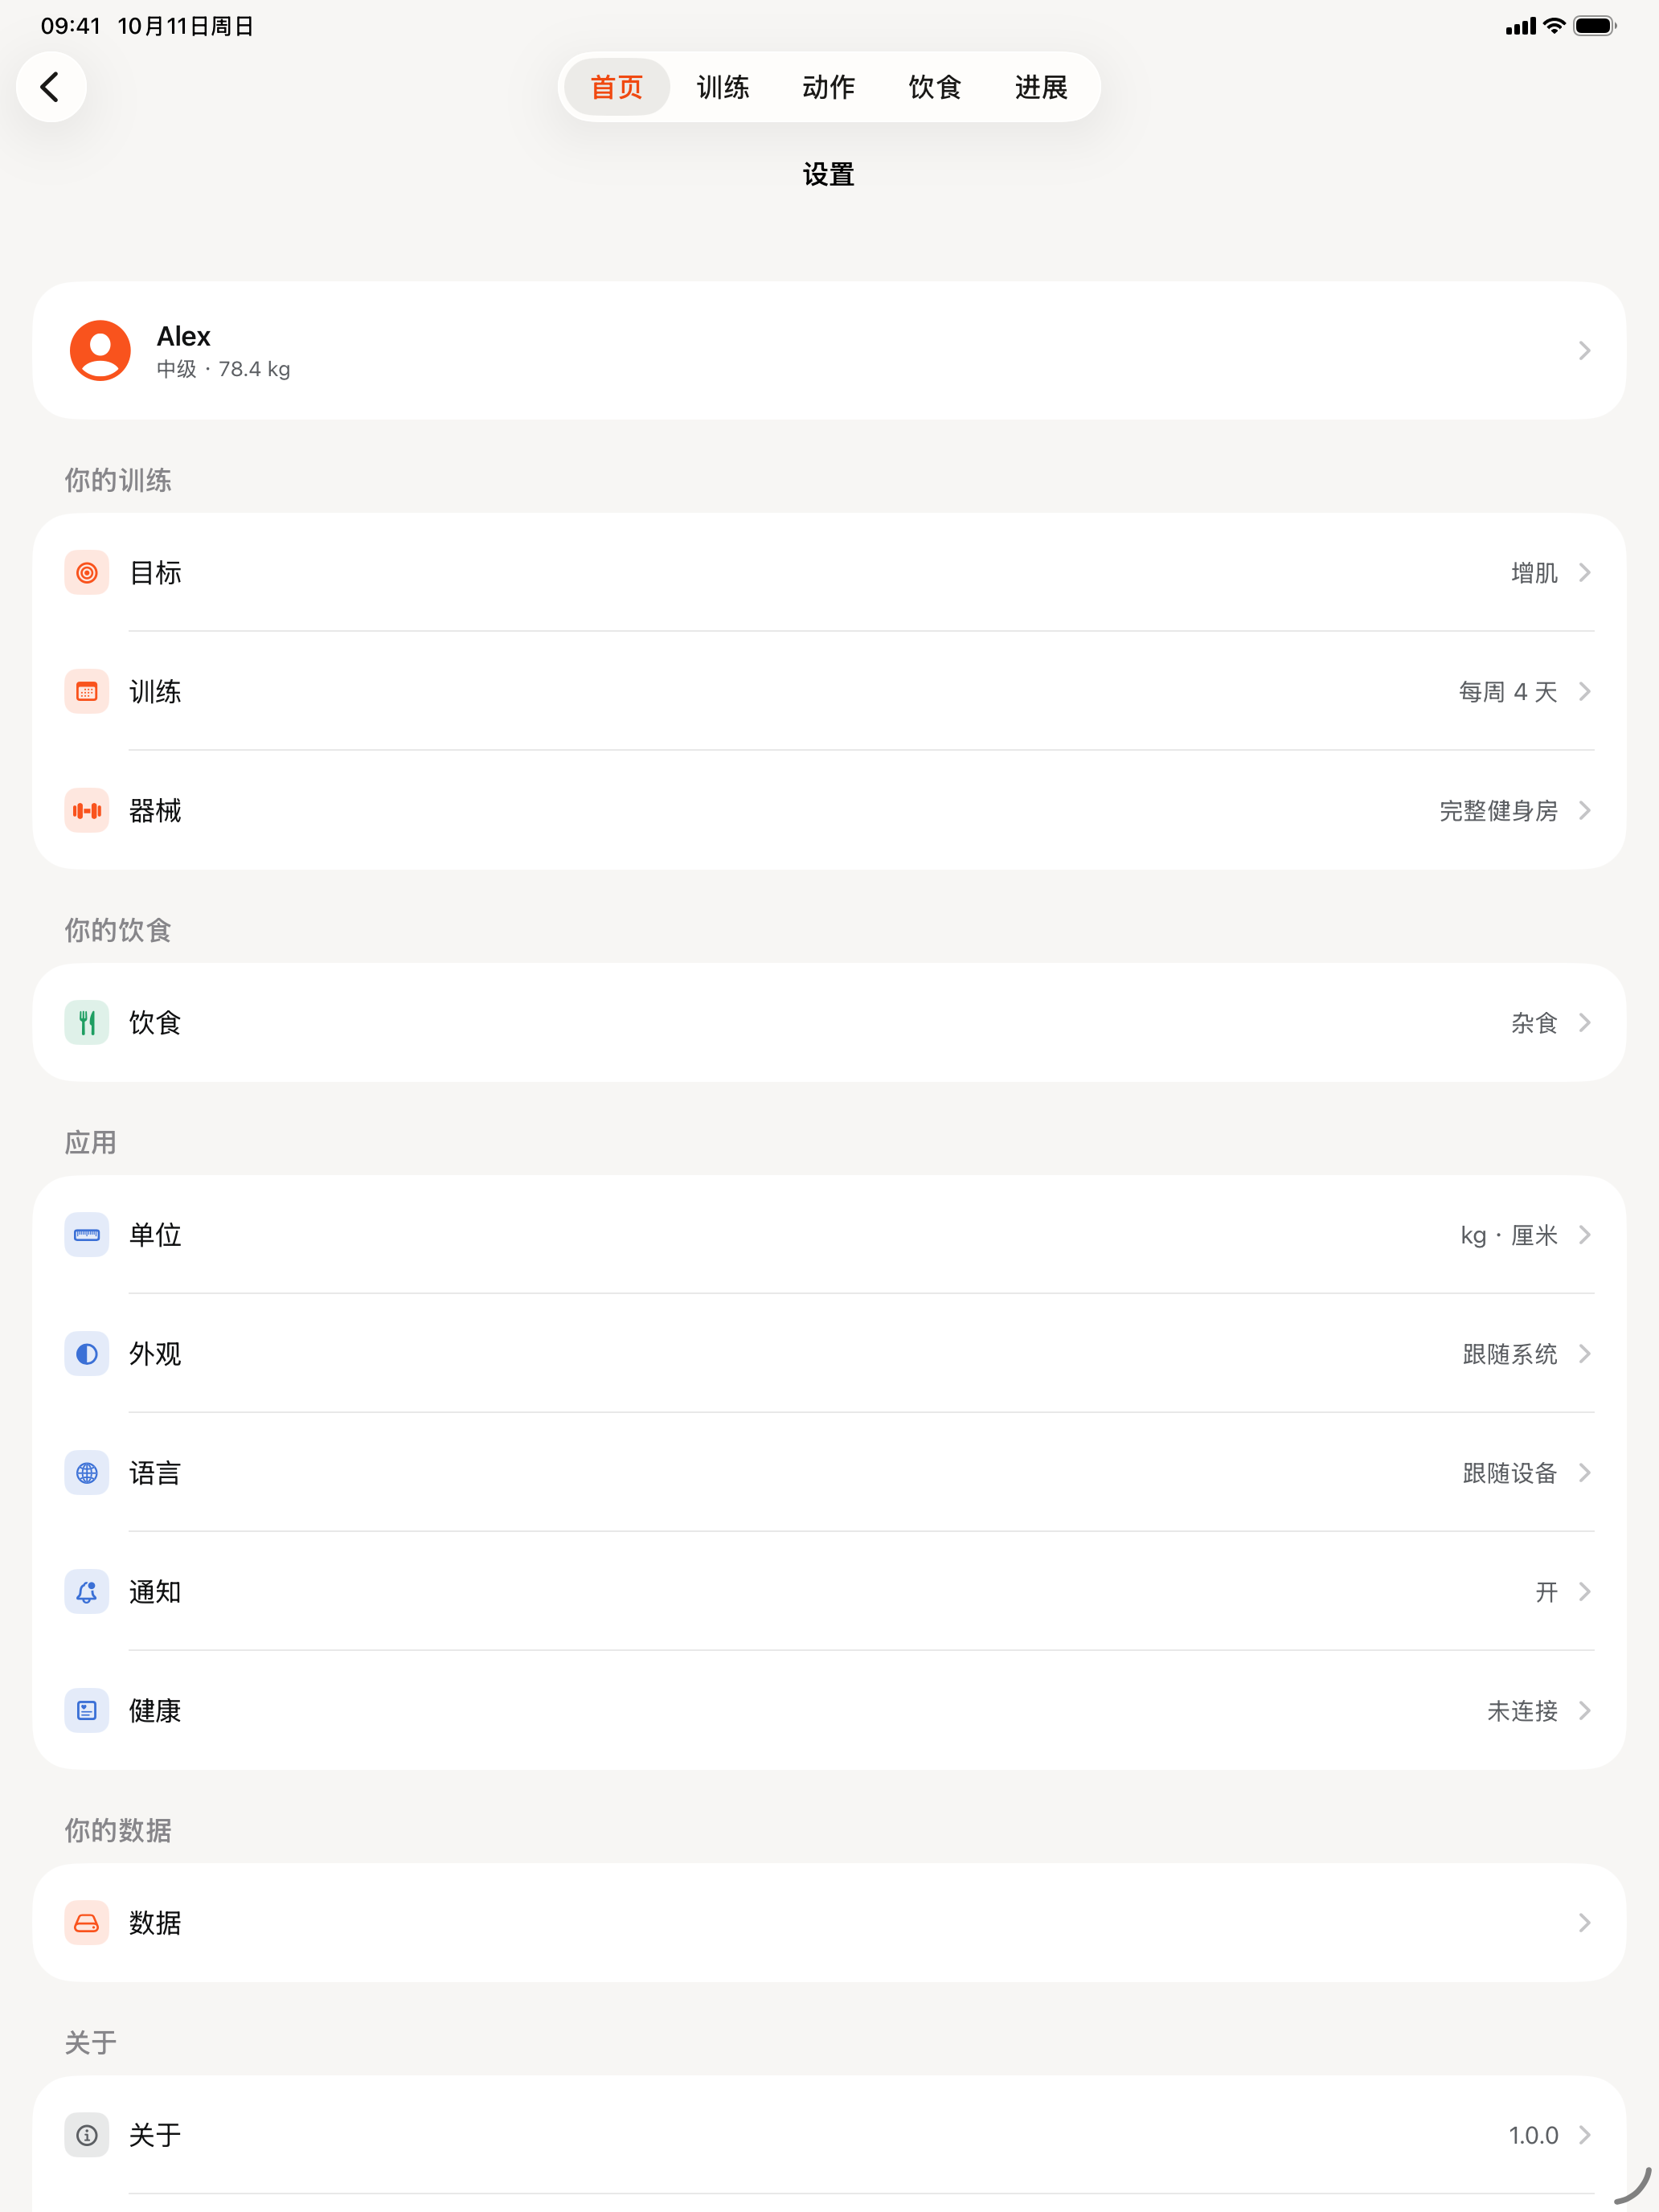 09:41 10月11日周日
首页 训练 动作 饮食 进展
设置
Alex
中级 · 78.4 kg
你的训练
目标 增肌
训练 每周 4 天
器械 完整健身房
你的饮食
饮食 杂食
应用
单位 kg · 厘米
外观 跟随系统
语言 跟随设备
通知 开
健康 未连接
你的数据
数据
关于
关于 1.0.0